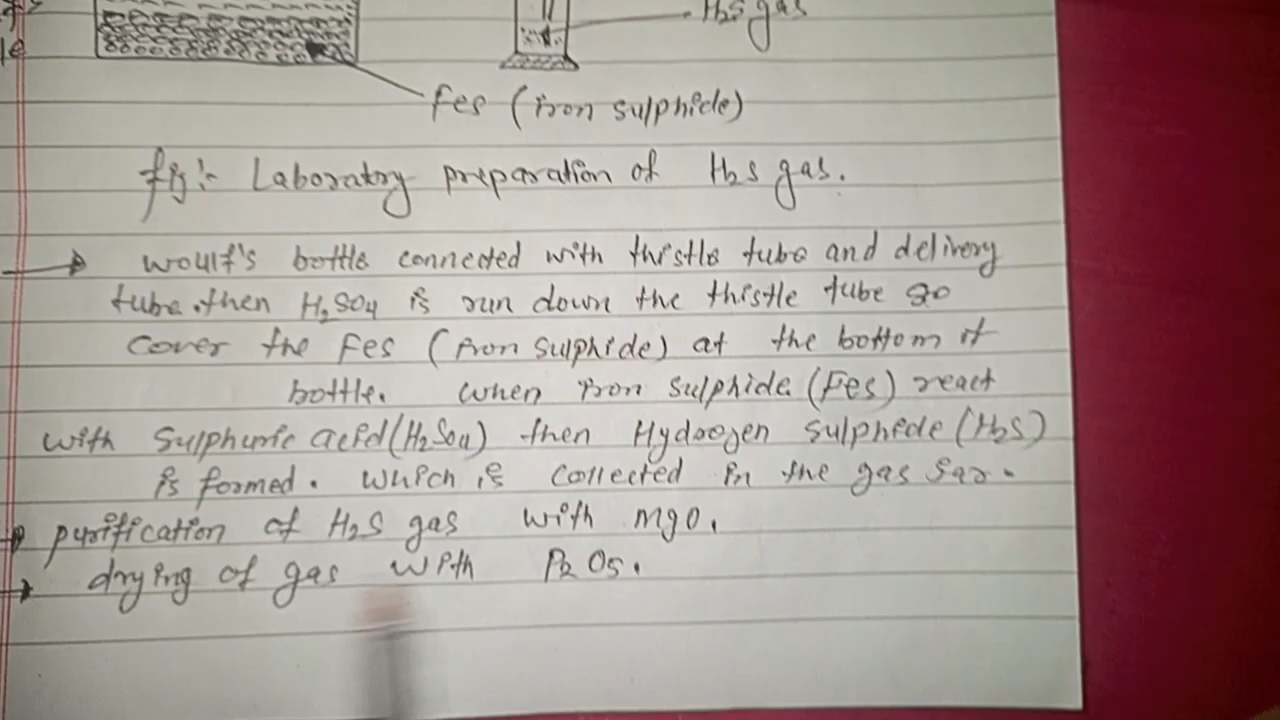 H2S gas
Fes (iron sulphide)
fig:- Laboratory preparation of H2S gas.
woulf's bottle connected with thistle tube and delivery
tube. then H2SO4 is run down the thistle tube go
cover the Fes (iron sulphide) at the bottom of
bottle. when iron sulphide (Fes) react
with Sulphuric acid (H2SO4) then Hydrogen sulphide (H2S)
is formed. which is collected in the gas jar.
purification of H2S gas with mgo.
drying of gas with P2O5.